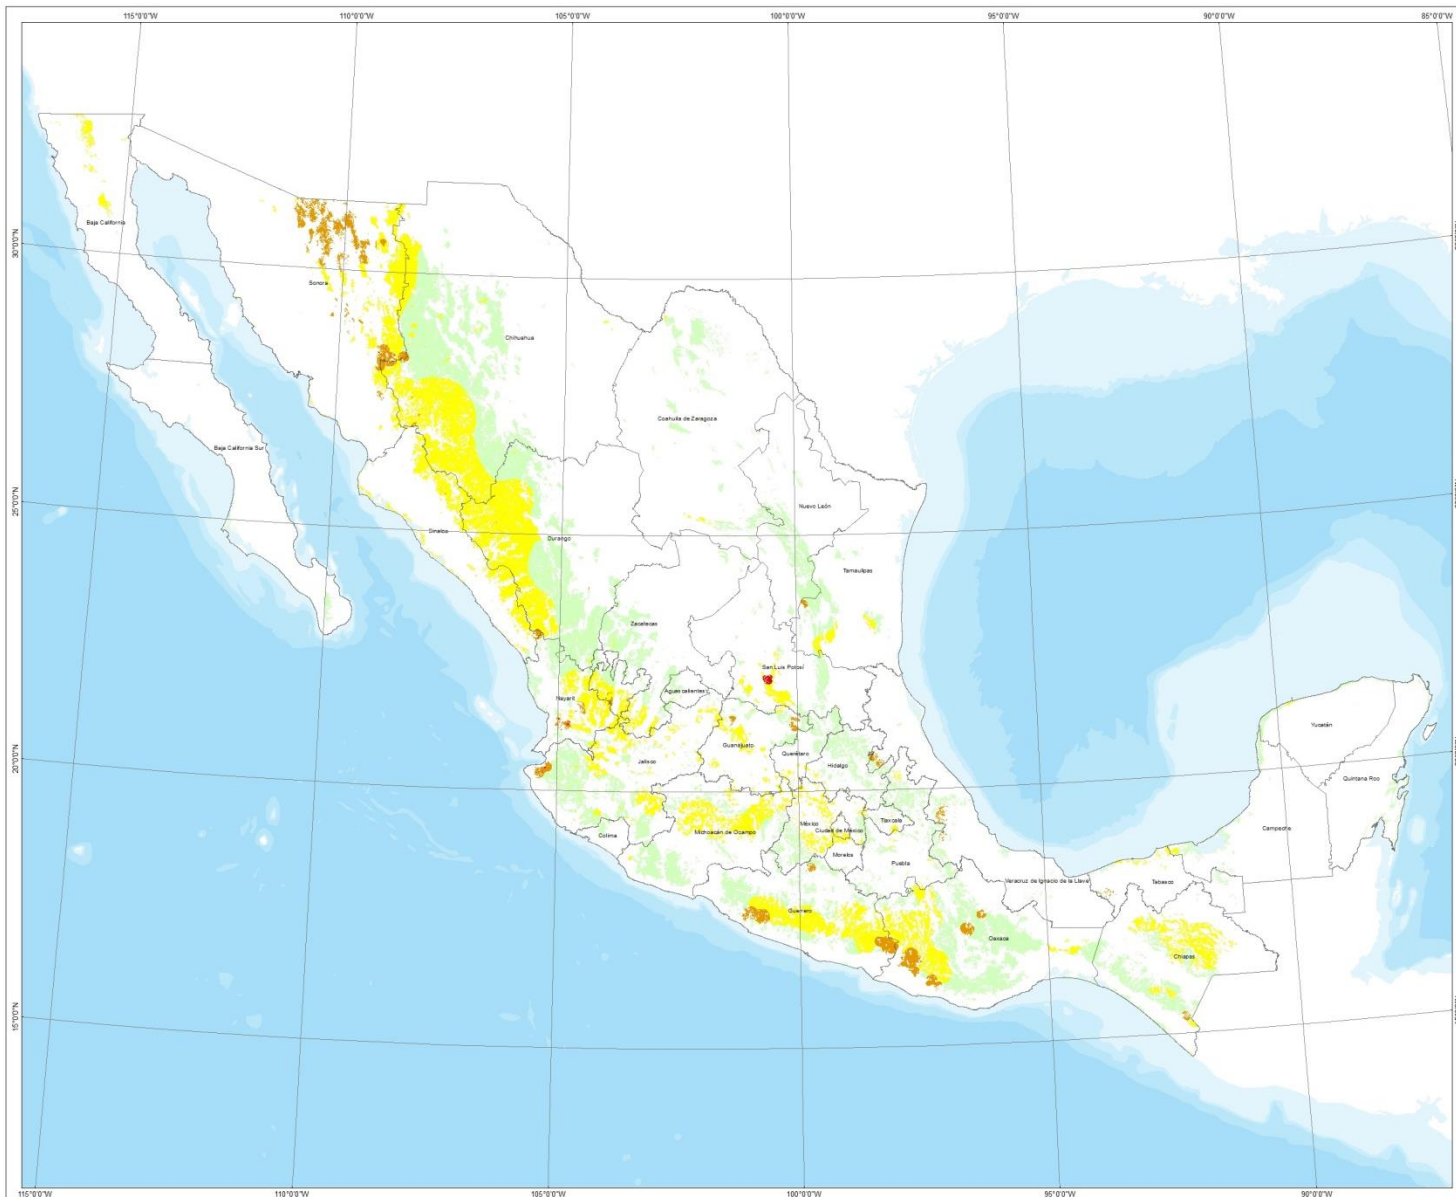 115°0'0"W
110°0'0"W
105°0'0"W
100°0'0"W
95°0'0"W
90°0'0"W
85°0'0"W
Baja California
30°0'0"N
Sonora
Chihuahua
Coahuila de Zaragoza
Baja California Sur
25°0'0"N
Nuevo León
Sinaloa
Durango
Tamaulipas
Zacatecas
San Luis Potosí
Aguascalientes
Nayarit
Yucatán
Guanajuato
Querétaro
20°0'0"N
Jalisco
Hidalgo
Quintana Roo
Tlaxcala
México
Ciudad de México
Campeche
Colima
Michoacán de Ocampo
Morelos
Puebla
Veracruz de Ignacio de la Llave
Tabasco
Guerrero
Oaxaca
Chiapas
15°0'0"N
115°0'0"W
110°0'0"W
105°0'0"W
100°0'0"W
95°0'0"W
90°0'0"W